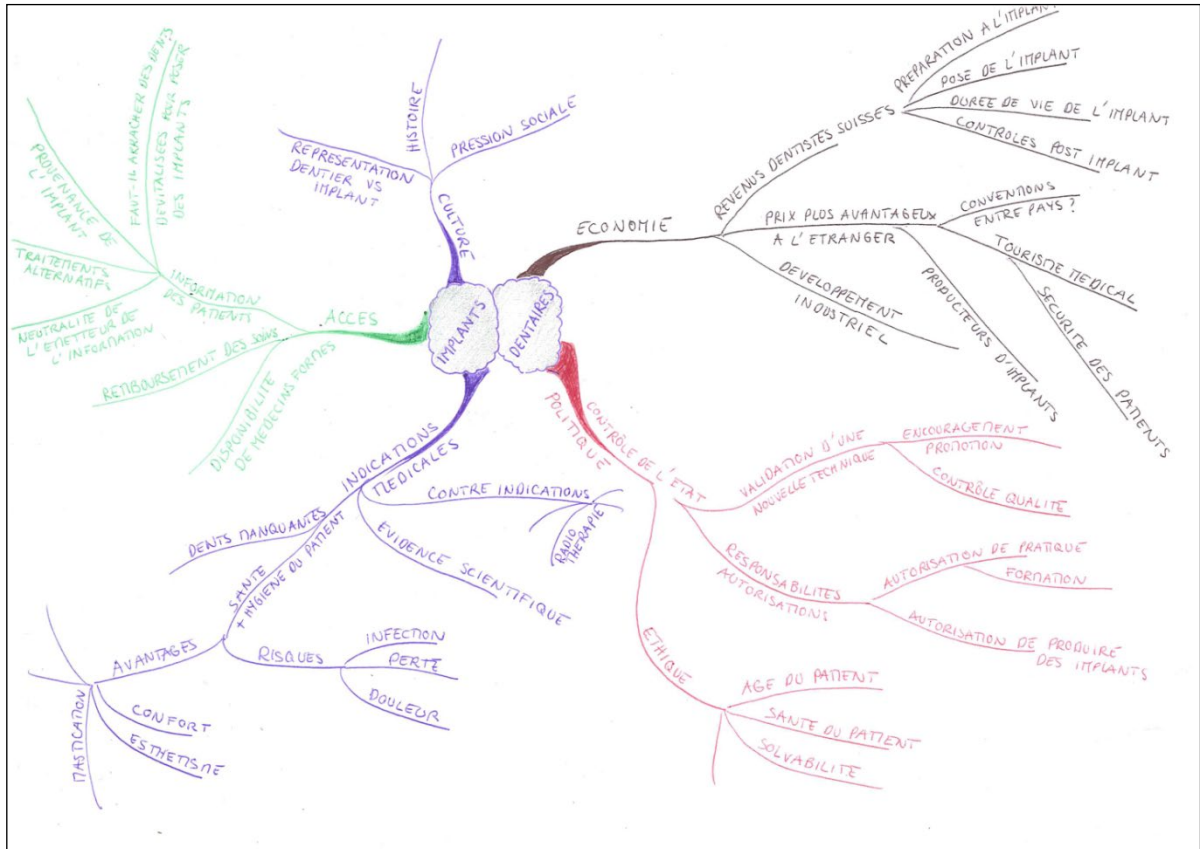 IMPLANTS
DENTAIRES
CULTURE
HISTOIRE
PRESSION SOCIALE
REPRESENTATION
DENTIER VS
IMPLANT
ECONOMIE
REVENUS DENTISTES SUISSES
PREPARATION A L'IMPLANT
POSE DE L'IMPLANT
DUREE DE VIE DE L'IMPLANT
CONTROLES POST IMPLANT
PRIX PLUS AVANTAGEUX
A L'ETRANGER
CONVENTIONS
ENTRE PAYS?
TOURISME MEDICAL
SECURITE DES PATIENTS
PRODUCTEURS D'IMPLANTS
DEVELOPPEMENT
INDUSTRIEL
ACCES
INFORMATION
DES PATIENTS
FAUT-IL ARRACHER DES DENTS
DEVITALISEES POUR POSER
DES IMPLANTS
PROVENANCE DE
L'IMPLANT
TRAITEMENTS
ALTERNATIFS
NEUTRALITE DE
L'EMETTEUR DE
L'INFORMATION
REMBOURSEMENT DES SOINS
DISPONIBILITE
DE MEDECINS FORMES
INDICATIONS
MEDICALES
CONTRE INDICATIONS
RADIO
THERAPIE
EVIDENCE SCIENTIFIQUE
DENTS MANQUANTES
SANTE
+ HYGIENE DU PATIENT
AVANTAGES
MASTICATION
CONFORT
ESTHETISME
RISQUES
INFECTION
PERTE
DOULEUR
POLITIQUE
CONTRÔLE DE L'ETAT
VALIDATION D'UNE
NOUVELLE TECHNIQUE
ENCOURAGEMENT
PROMOTION
CONTRÔLE QUALITE
RESPONSABILITES
AUTORISATIONS
AUTORISATION DE PRATIQUE
FORMATION
AUTORISATION DE PRODUIRE
DES IMPLANTS
ETHIQUE
AGE DU PATIENT
SANTE DU PATIENT
SOLVABILITE